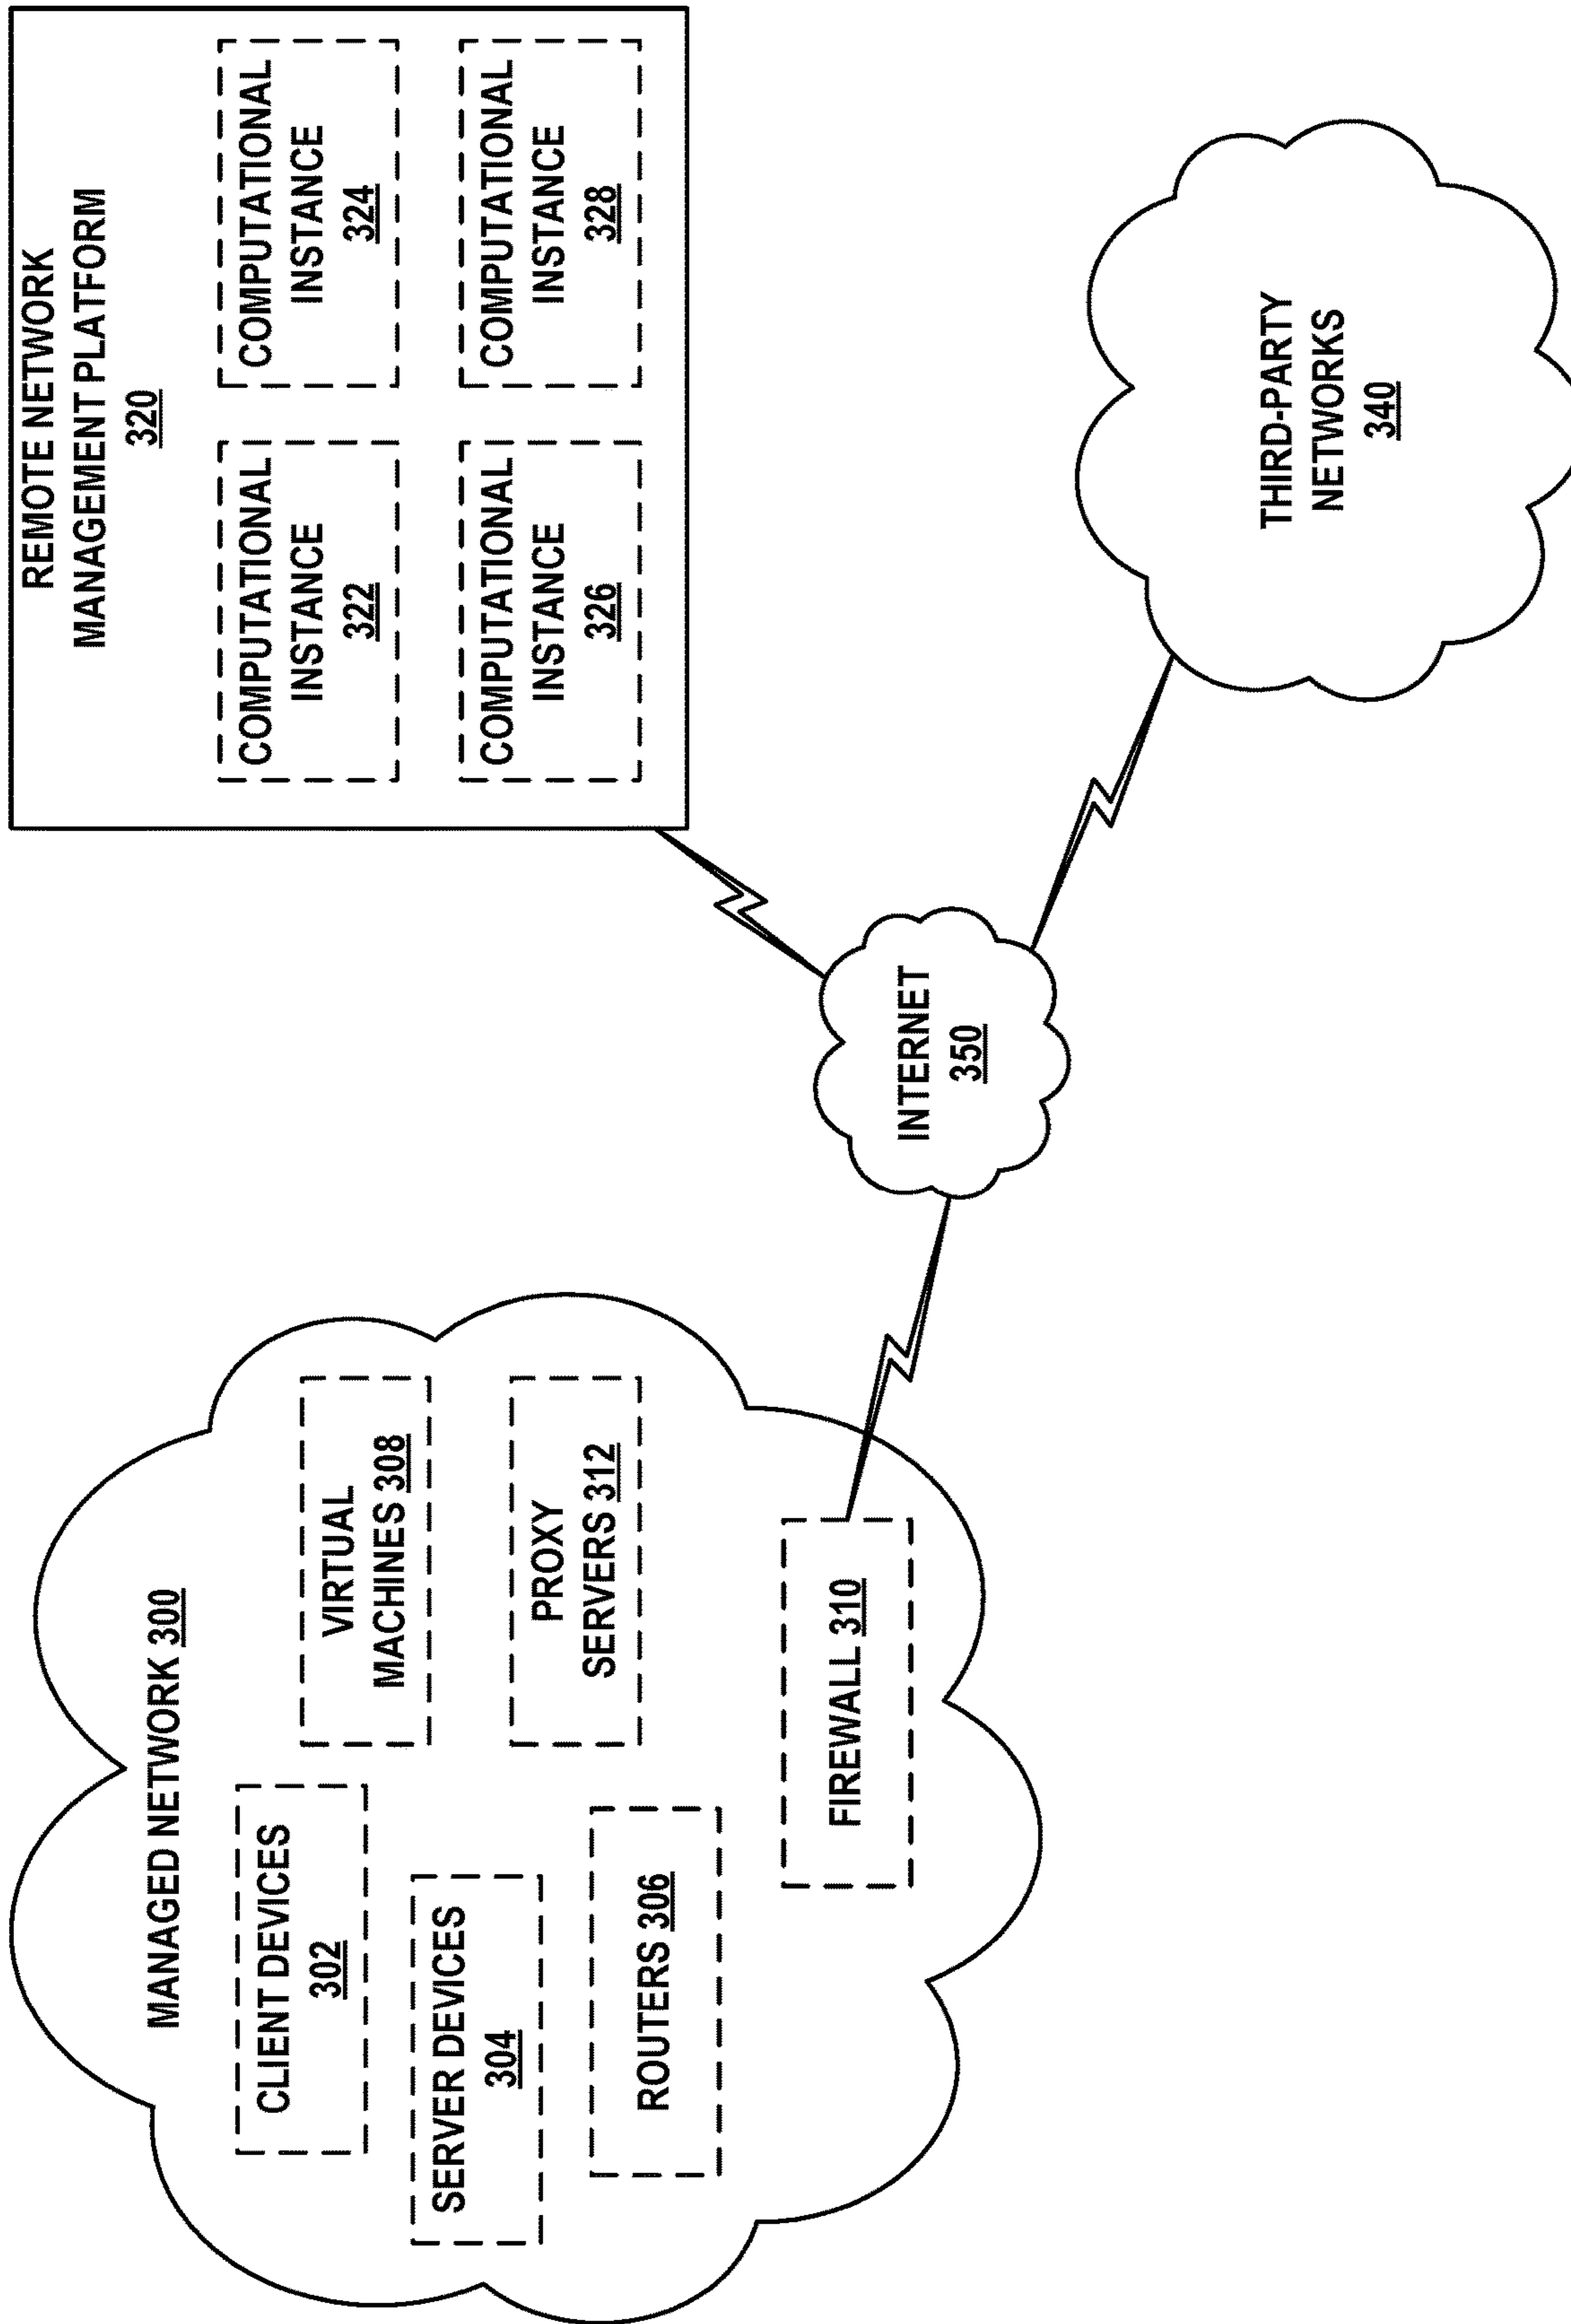 MANAGED NETWORK 300
CLIENT DEVICES
302
VIRTUAL
MACHINES 308
SERVER DEVICES
304
PROXY
SERVERS 312
ROUTERS 306
FIREWALL 310
INTERNET
350
REMOTE NETWORK
MANAGEMENT PLATFORM
320
COMPUTATIONAL
INSTANCE
322
COMPUTATIONAL
INSTANCE
324
COMPUTATIONAL
INSTANCE
326
COMPUTATIONAL
INSTANCE
328
THIRD-PARTY
NETWORKS
340